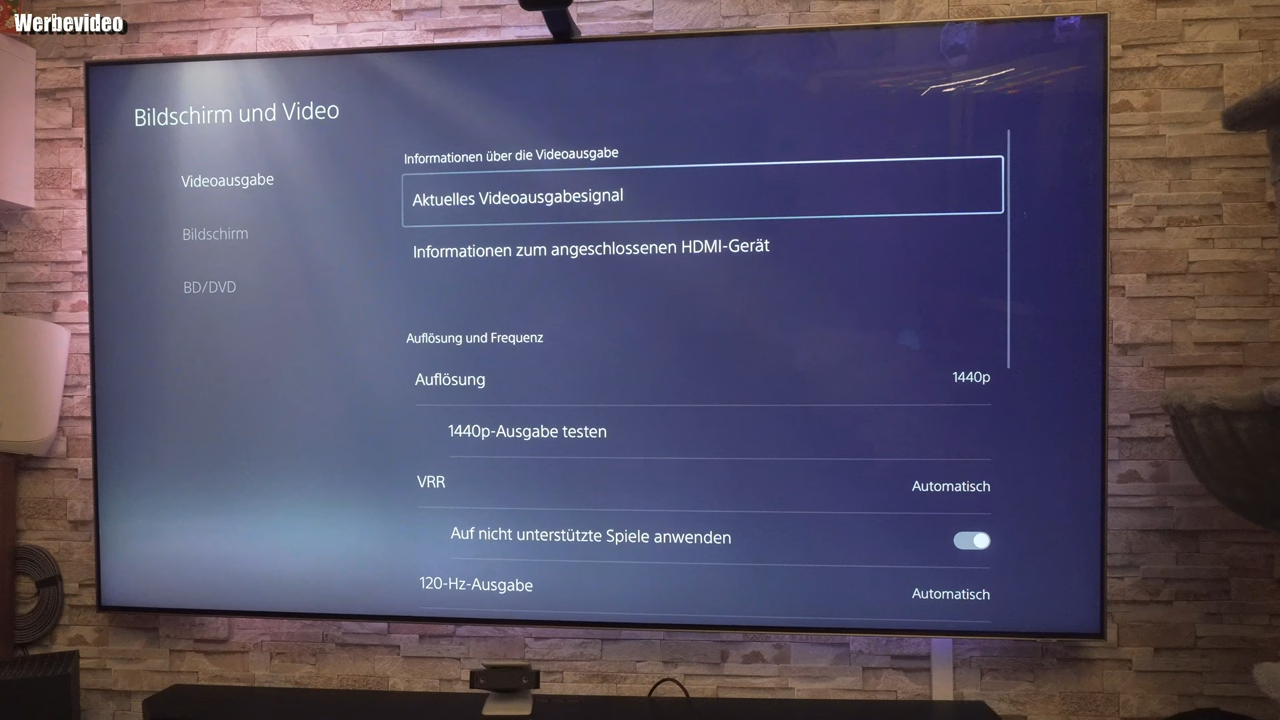 Werbevideo
Bildschirm und Video
Videoausgabe
Bildschirm
BD/DVD
Informationen über die Videoausgabe
Aktuelles Videoausgabesignal
Informationen zum angeschlossenen HDMI-Gerät
Auflösung und Frequenz
Auflösung 1440p
1440p-Ausgabe testen
VRR Automatisch
Auf nicht unterstützte Spiele anwenden
120-Hz-Ausgabe Automatisch